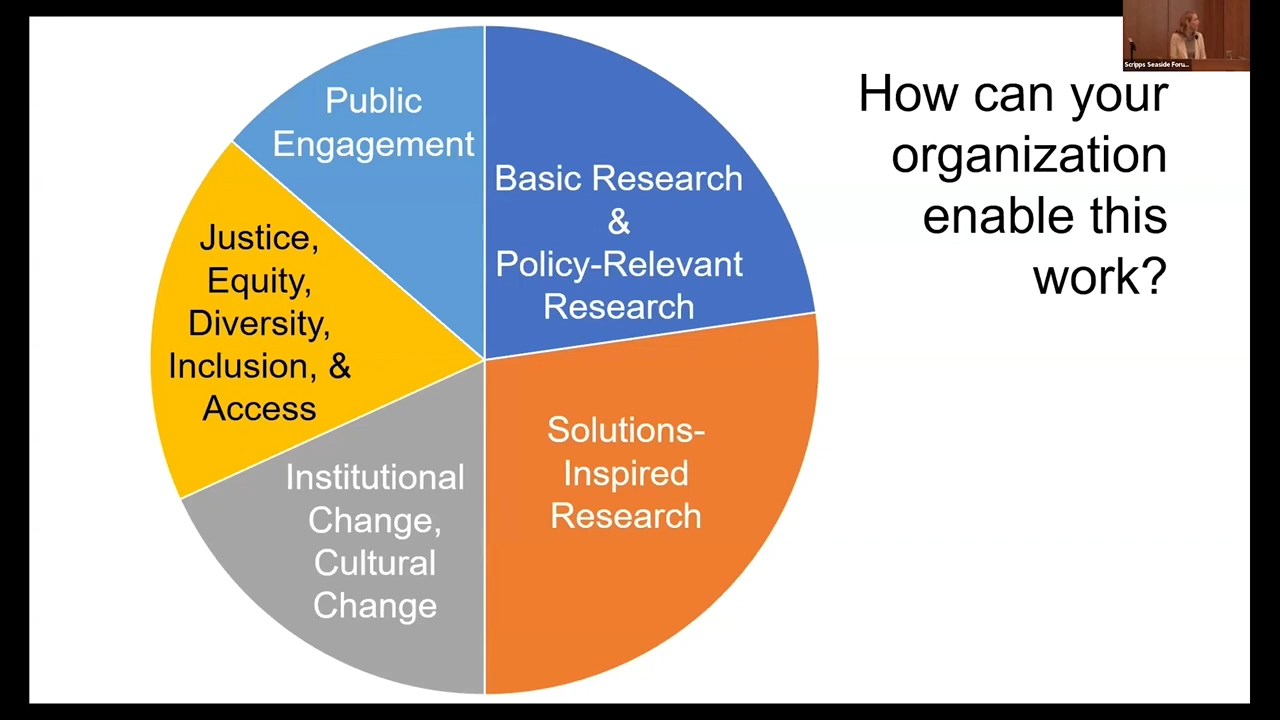 Public
Engagement
Basic Research
&
Policy-Relevant
Research
Justice,
Equity,
Diversity,
Inclusion, &
Access
Solutions-
Inspired
Research
Institutional
Change,
Cultural
Change
How can your
organization
enable this
work?
Scripps Seaside Foru...